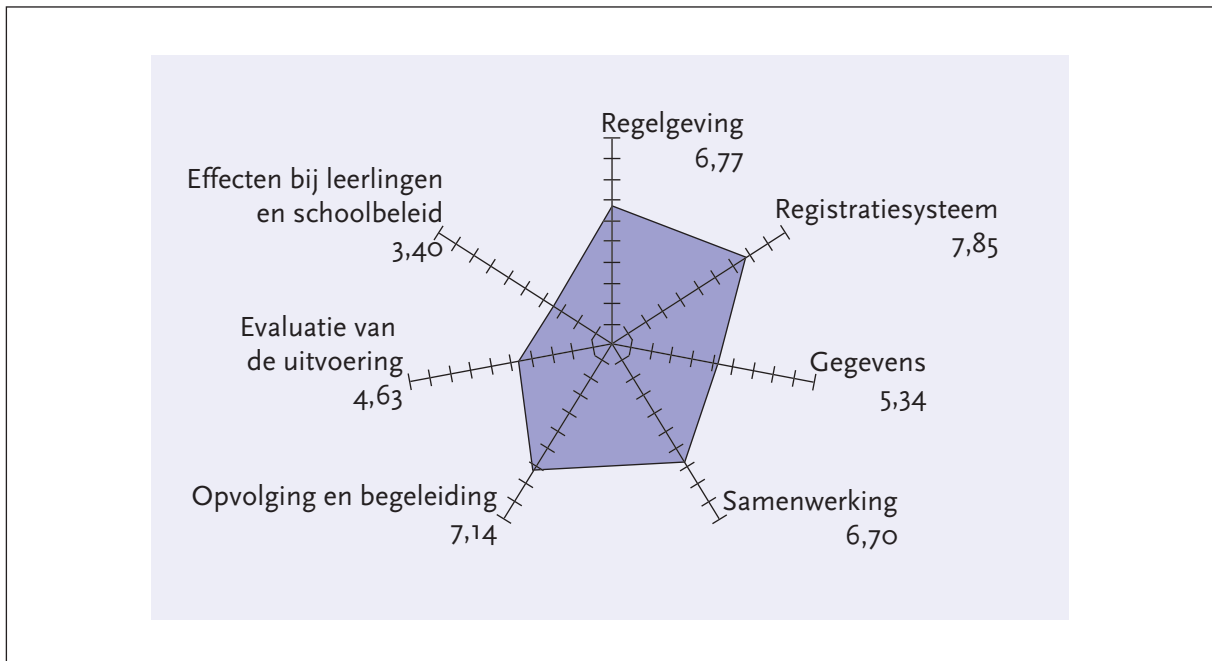 Regelgeving
6,77
Registratiesysteem
7,85
Gegevens
5,34
Samenwerking
6,70
Opvolging en begeleiding
7,14
Evaluatie van
de uitvoering
4,63
Effecten bij leerlingen
en schoolbeleid
3,40